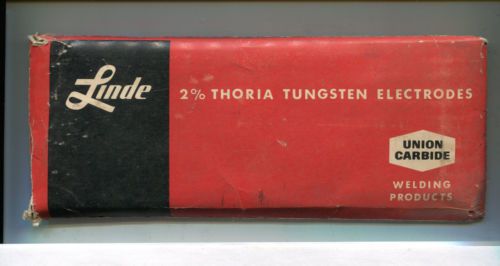 Linde
2% THORIA TUNGSTEN ELECTRODES
UNION
CARBIDE
WELDING
PRODUCTS